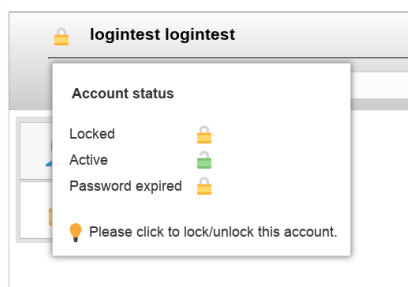 logintest logintest
Account status
Locked
Active
Password expired
Please click to lock/unlock this account.